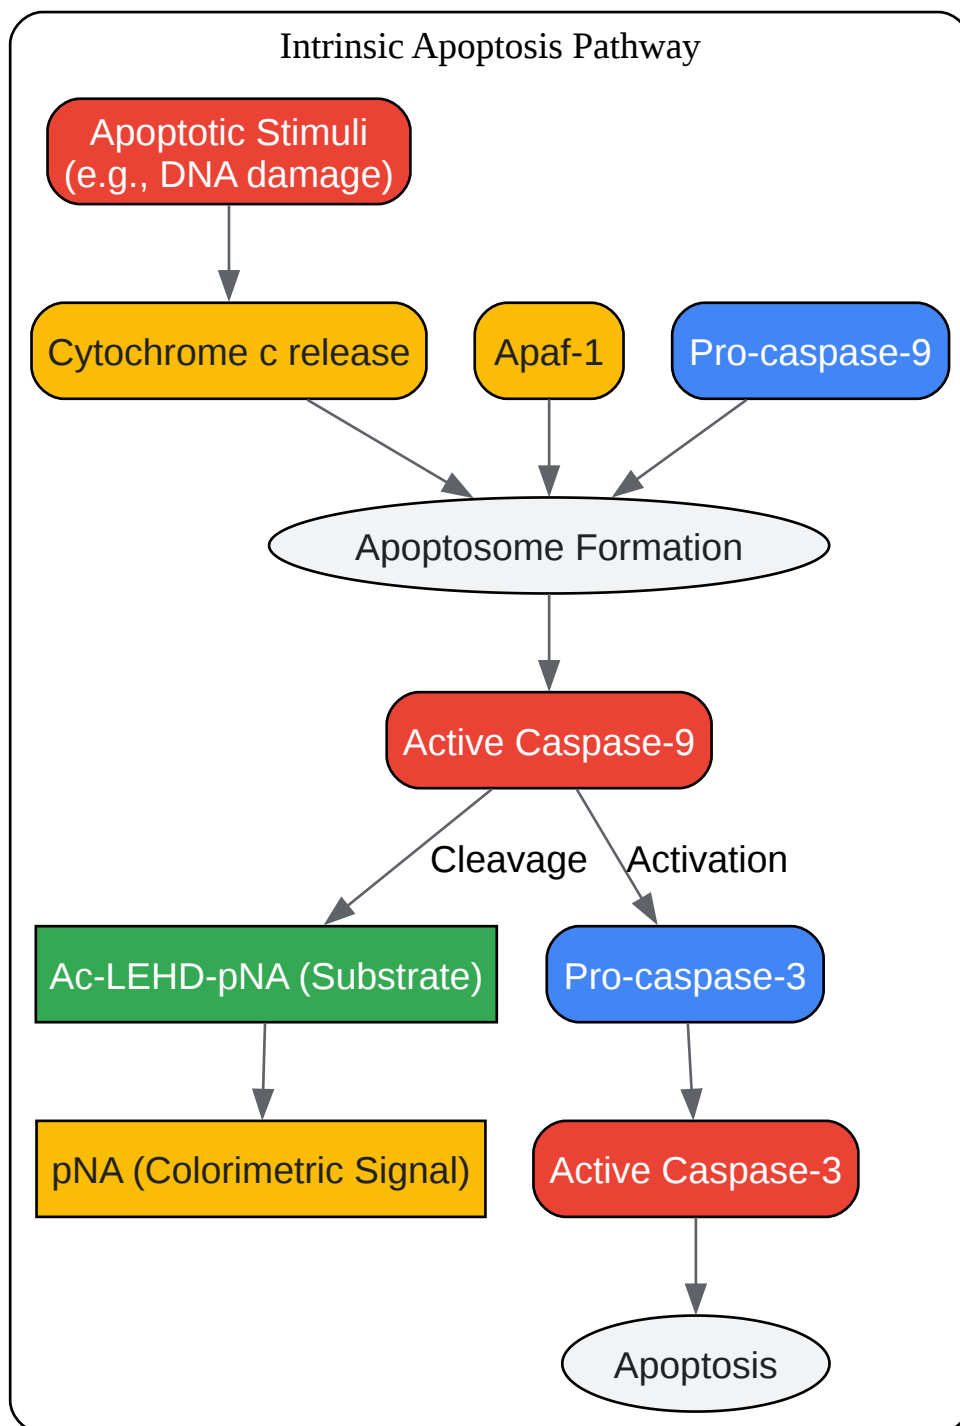 Intrinsic Apoptosis Pathway
Apoptotic Stimuli
(e.g., DNA damage)
Cytochrome c release
Apaf-1
Pro-caspase-9
Apoptosome Formation
Active Caspase-9
Cleavage
Activation
Ac-LEHD-pNA (Substrate)
Pro-caspase-3
pNA (Colorimetric Signal)
Active Caspase-3
Apoptosis